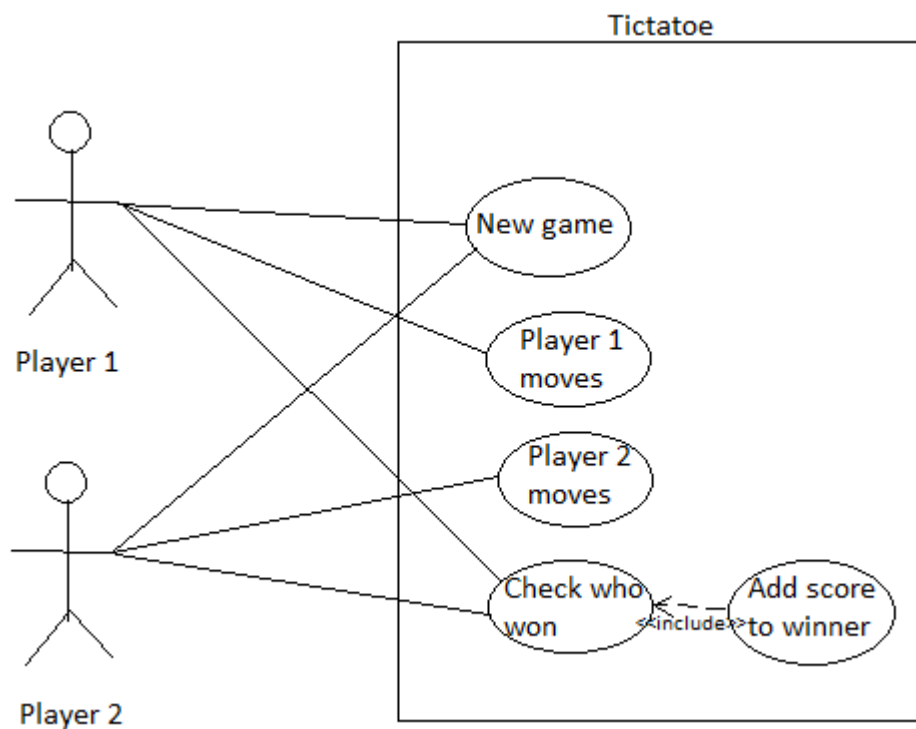 Tictatoe
New game
Player 1
moves
Player 1
Player 2
moves
Check who
won
<<include>>
Add score
to winner
Player 2